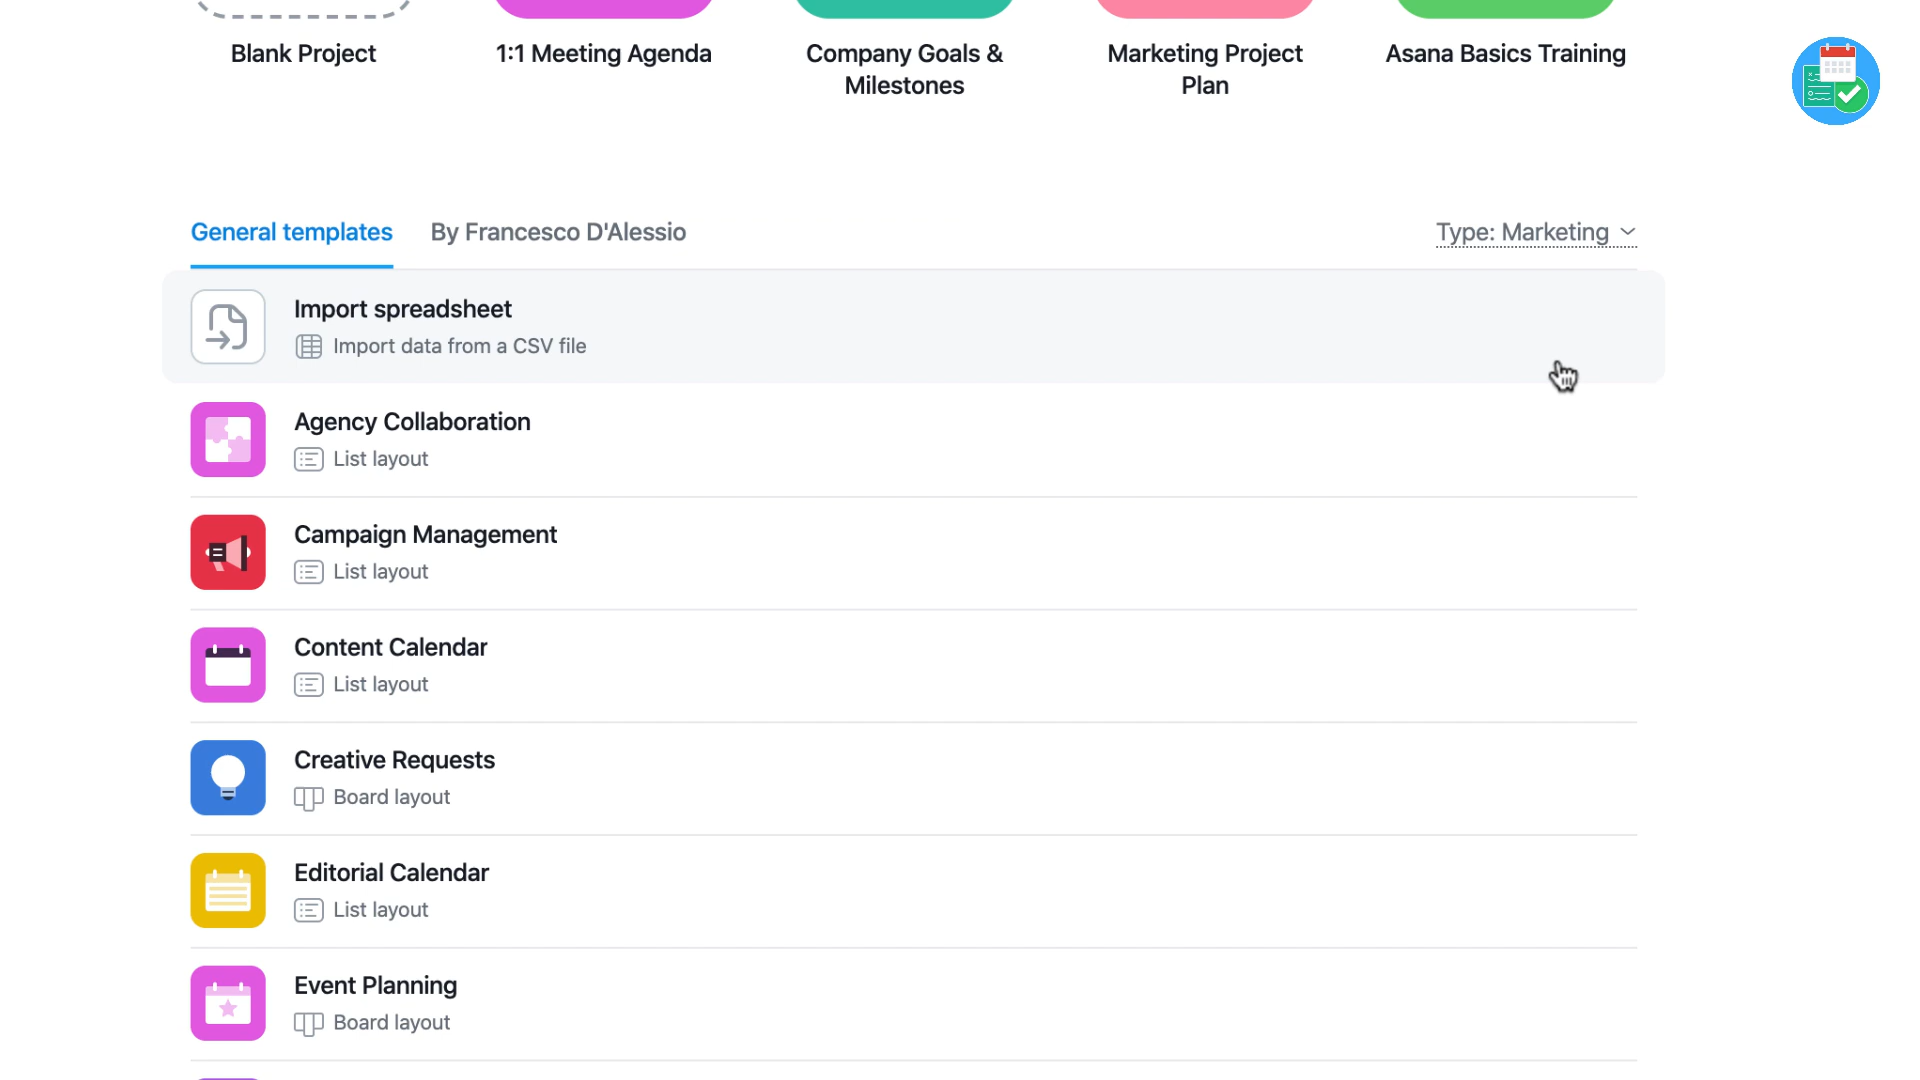 Blank Project
1:1 Meeting Agenda
Company Goals &
Milestones
Marketing Project
Plan
Asana Basics Training
General templates
By Francesco D'Alessio
Type: Marketing
Import spreadsheet
Import data from a CSV file
Agency Collaboration
List layout
Campaign Management
List layout
Content Calendar
List layout
Creative Requests
Board layout
Editorial Calendar
List layout
Event Planning
Board layout